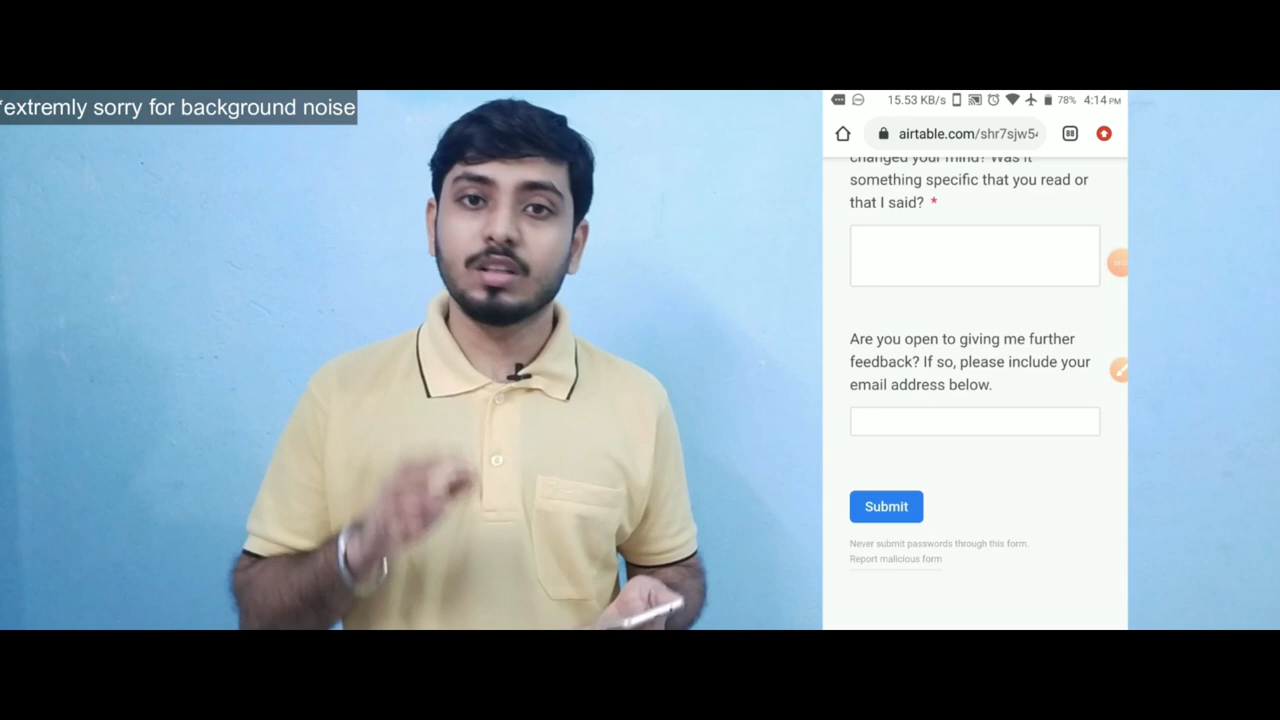 *extremly sorry for background noise
15.53 KB/s 78% 4:14 PM
airtable.com/shr7sjw54
88
changed your mind? Was it
something specific that you read or
that I said? *
Are you open to giving me further
feedback? If so, please include your
email address below.
Submit
Never submit passwords through this form.
Report malicious form